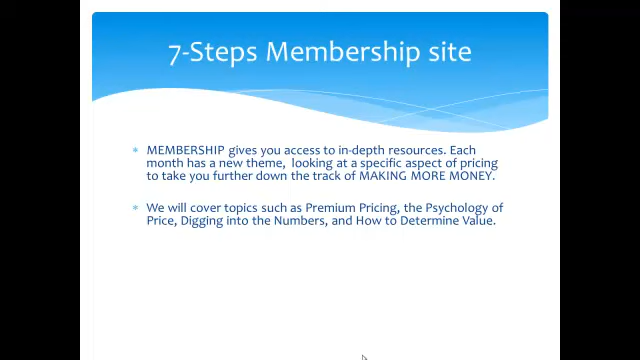 7-Steps Membership site
MEMBERSHIP gives you access to in-depth resources. Each
month has a new theme, looking at a specific aspect of pricing
to take you further down the track of MAKING MORE MONEY.
We will cover topics such as Premium Pricing, the Psychology of
Price, Digging into the Numbers, and How to Determine Value.